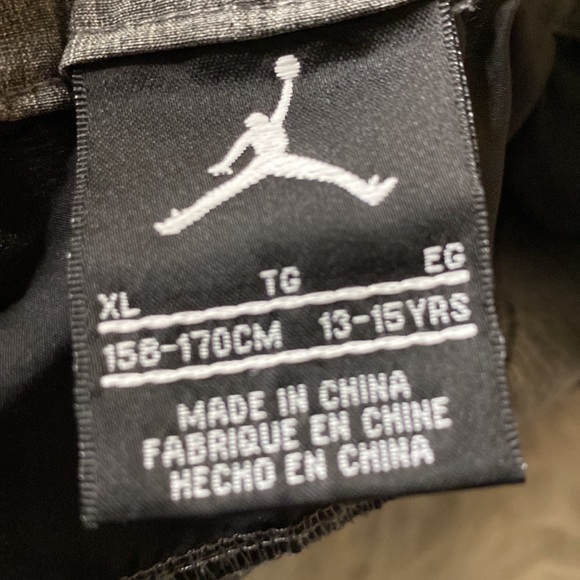 XL TG EG
158-170CM 13-15YRS
MADE IN CHINA
FABRIQUE EN CHINE
HECHO EN CHINA